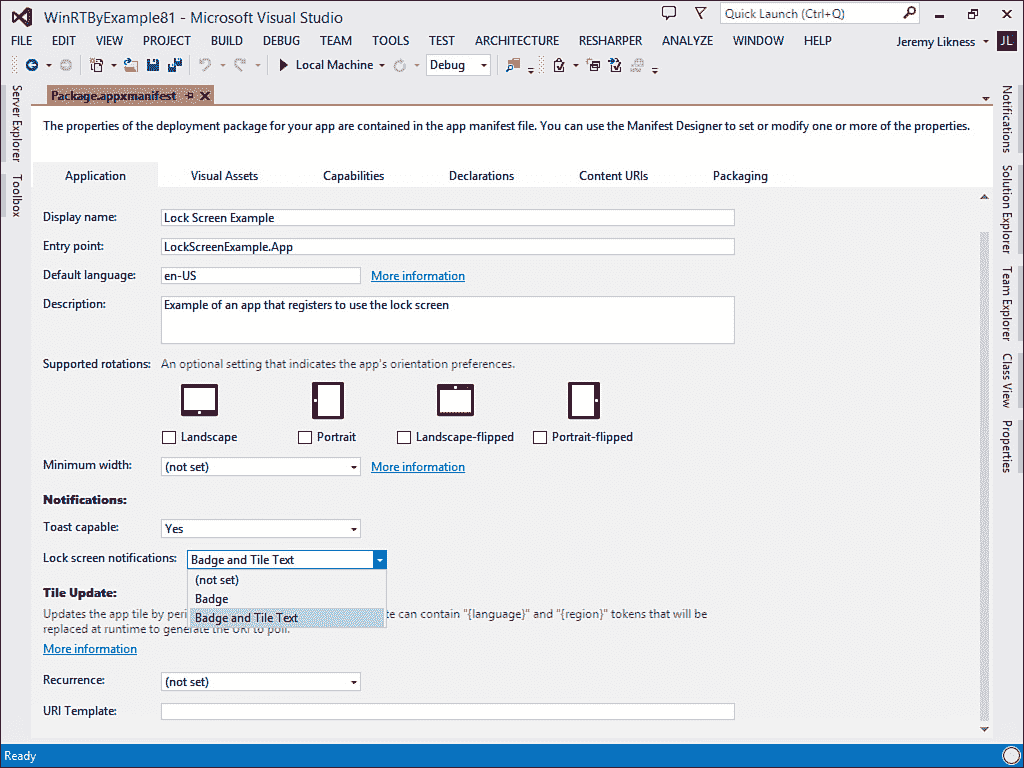 WinRTByExample81 - Microsoft Visual Studio
Quick Launch (Ctrl+Q)
FILE EDIT VIEW PROJECT BUILD DEBUG TEAM TOOLS TEST ARCHITECTURE RESHARPER ANALYZE WINDOW HELP
Jeremy Likness JL
Local Machine Debug
Server Explorer
Toolbox
Package.appxmanifest
The properties of the deployment package for your app are contained in the app manifest file. You can use the Manifest Designer to set or modify one or more of the properties.
Application Visual Assets Capabilities Declarations Content URIs Packaging
Display name: Lock Screen Example
Entry point: LockScreenExample.App
Default language: en-US More information
Description: Example of an app that registers to use the lock screen
Supported rotations: An optional setting that indicates the app's orientation preferences.
Landscape Portrait Landscape-flipped Portrait-flipped
Minimum width: (not set) More information
Notifications:
Toast capable: Yes
Lock screen notifications: Badge and Tile Text
(not set)
Badge
Badge and Tile Text
Tile Update:
Updates the app tile by peri te can contain "{language}" and "{region}" tokens that will be
replaced at runtime to generate the URI to poll.
More information
Recurrence: (not set)
URI Template:
Notifications
Solution Explorer
Team Explorer
Class View
Properties
Ready